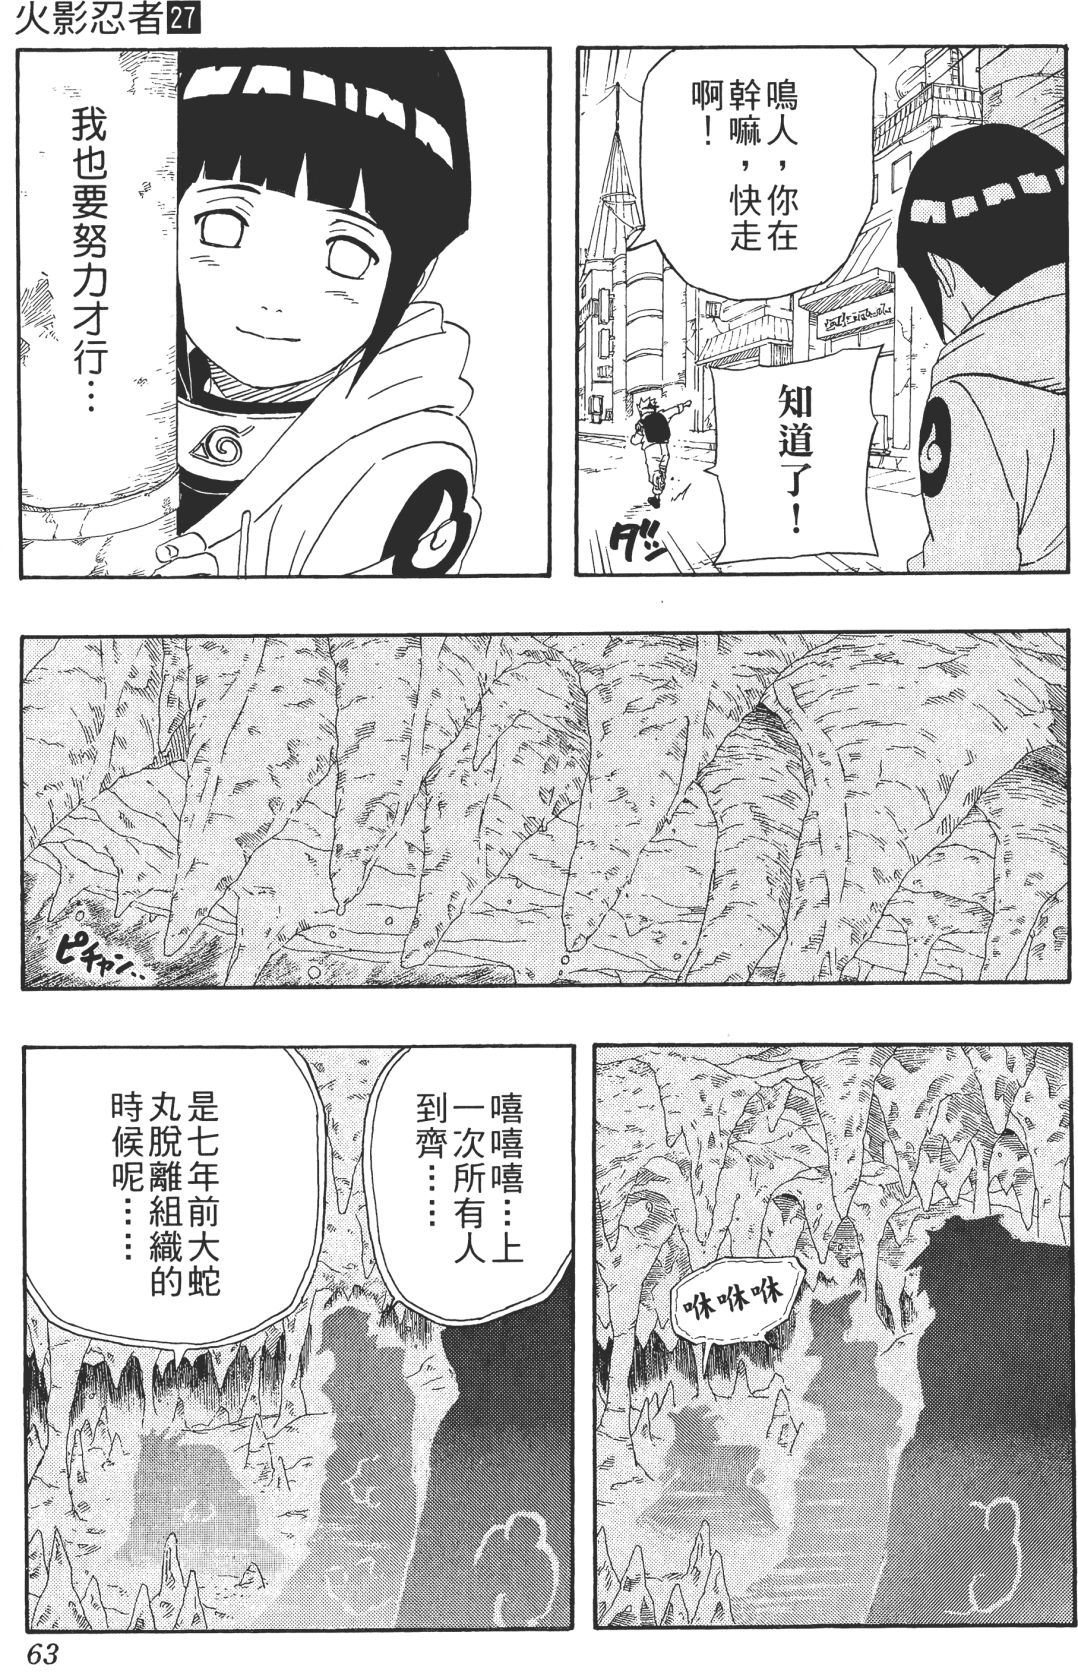 火影忍者27
鳴人，你在
幹嘛，快走
啊！
知道了！
ダッ
我也要努力才行…
ピチャン‥
咻咻咻
嘻嘻嘻…上
一次所有人
到齊……
是七年前大蛇
丸脫離組織的
時候呢……
63